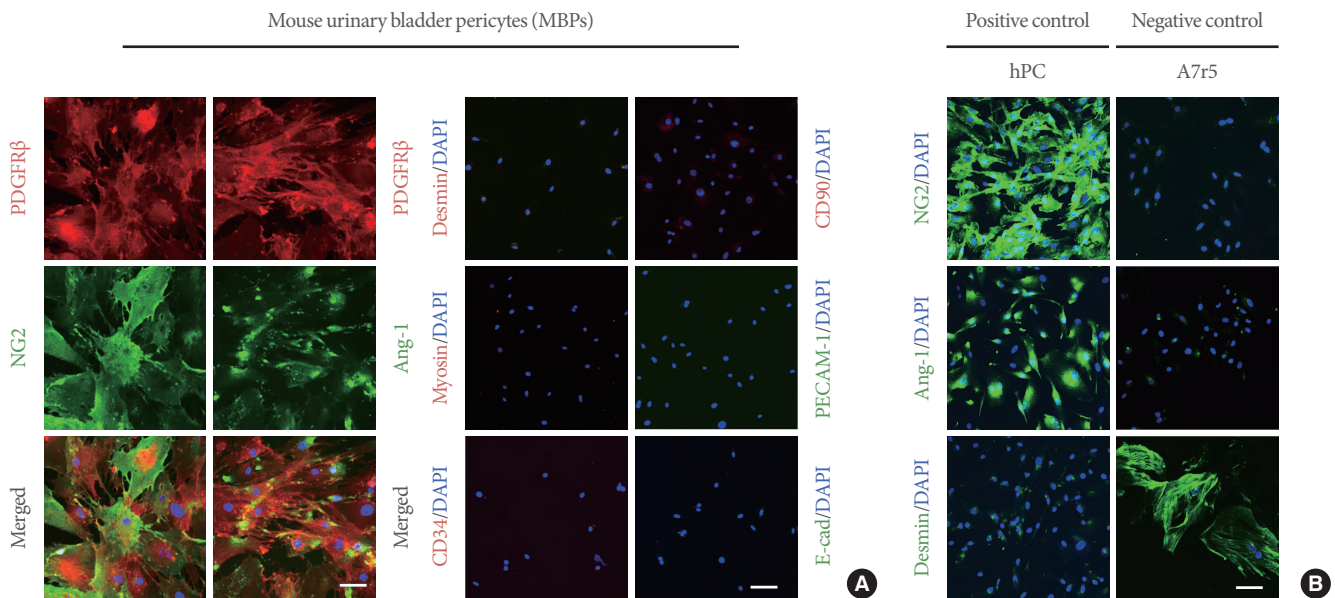 Mouse urinary bladder pericytes (MBPs)
Positive control
Negative control
hPC
A7r5
PDGFRβ
NG2
Merged
PDGFRβ
Ang-1
Merged
Desmin/DAPI
Myosin/DAPI
CD34/DAPI
CD90/DAPI
PECAM-1/DAPI
E-cad/DAPI
A
NG2/DAPI
Ang-1/DAPI
Desmin/DAPI
B